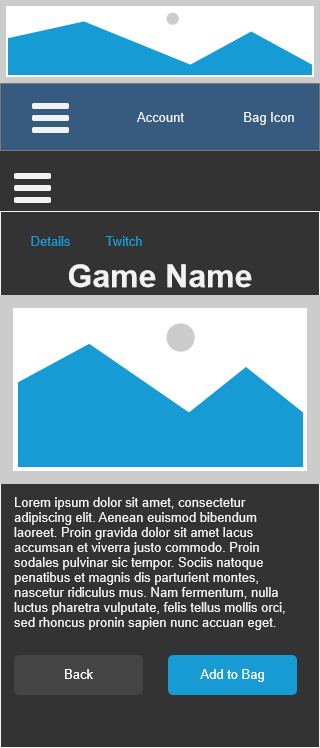 Account
Bag Icon
Details
Twitch
Game Name
Lorem ipsum dolor sit amet, consectetur
adipiscing elit. Aenean euismod bibendum
laoreet. Proin gravida dolor sit amet lacus
accumsan et viverra justo commodo. Proin
sodales pulvinar sic tempor. Sociis natoque
penatibus et magnis dis parturient montes,
nascetur ridiculus mus. Nam fermentum, nulla
luctus pharetra vulputate, felis tellus mollis orci,
sed rhoncus pronin sapien nunc accuan eget.
Back
Add to Bag